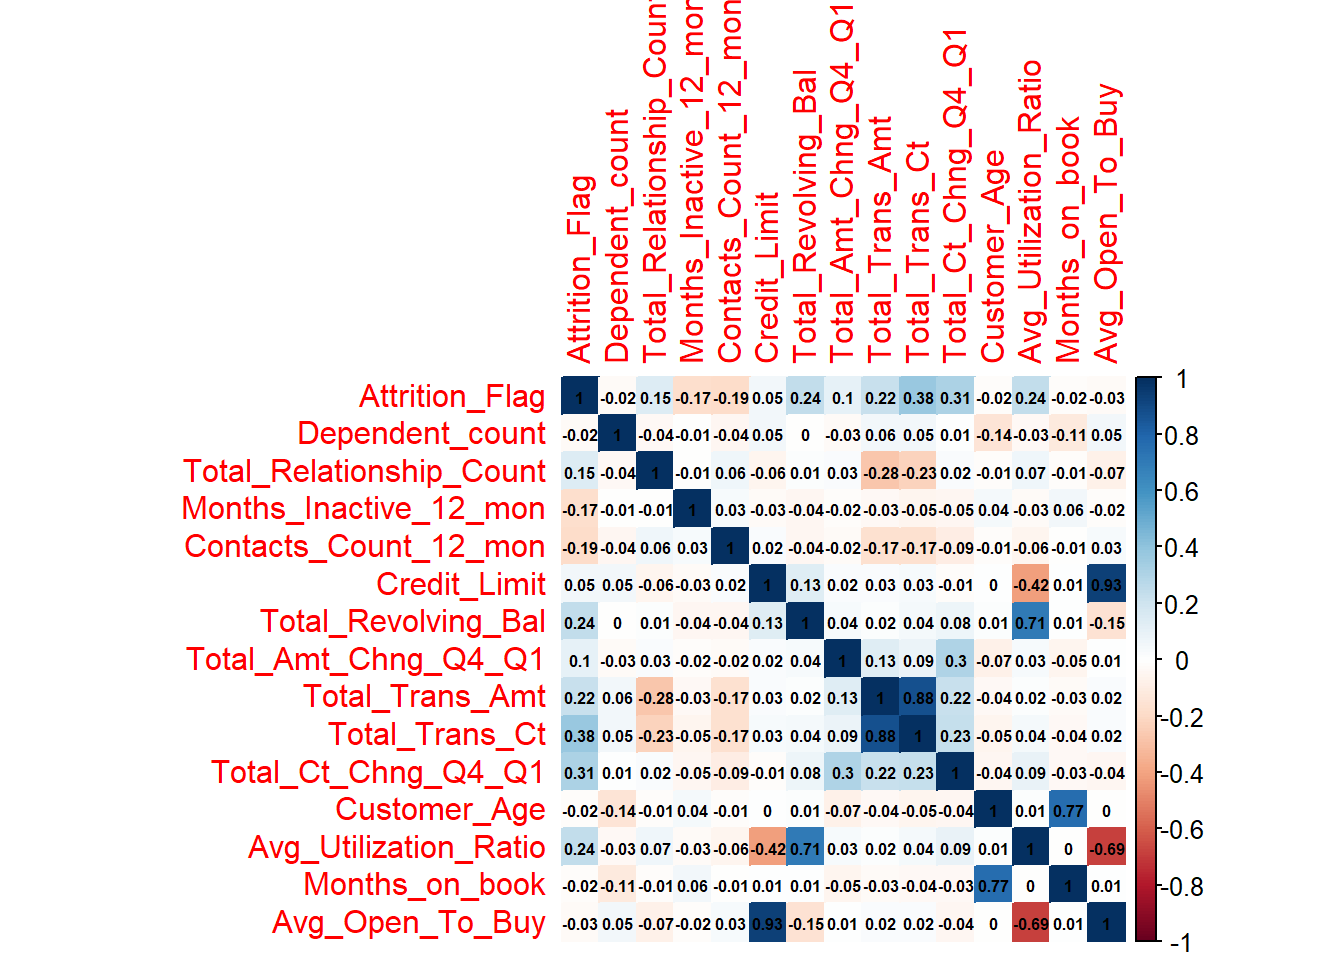 Attrition_Flag
Dependent_count
Total_Relationship_Coun
Months_Inactive_12_mon
Contacts_Count_12_mon
Credit_Limit
Total_Revolving_Bal
Total_Amt_Chng_Q4_Q1
Total_Trans_Amt
Total_Trans_Ct
Total_Ct_Chng_Q4_Q1
Customer_Age
Avg_Utilization_Ratio
Months_on_book
Avg_Open_To_Buy
Attrition_Flag 1 -0.02 0.15 -0.17 -0.19 0.05 0.24 0.1 0.22 0.38 0.31 -0.02 0.24 -0.02 -0.03
Dependent_count -0.02 1 -0.04 -0.01 -0.04 0.05 0 -0.03 0.06 0.05 0.01 -0.14 -0.03 -0.11 0.05
Total_Relationship_Count 0.15 -0.04 1 -0.01 0.06 -0.06 0.01 0.03 -0.28 -0.23 0.02 -0.01 0.07 -0.01 -0.07
Months_Inactive_12_mon -0.17 -0.01 -0.01 1 0.03 -0.03 -0.04 -0.02 -0.03 -0.05 -0.05 0.04 -0.03 0.06 -0.02
Contacts_Count_12_mon -0.19 -0.04 0.06 0.03 1 0.02 -0.04 -0.02 -0.17 -0.17 -0.09 -0.01 -0.06 -0.01 0.03
Credit_Limit 0.05 0.05 -0.06 -0.03 0.02 1 0.13 0.02 0.03 0.03 -0.01 0 -0.42 0.01 0.93
Total_Revolving_Bal 0.24 0 0.01 -0.04 -0.04 0.13 1 0.04 0.02 0.04 0.08 0.01 0.71 0.01 -0.15
Total_Amt_Chng_Q4_Q1 0.1 -0.03 0.03 -0.02 -0.02 0.02 0.04 1 0.13 0.09 0.3 -0.07 0.03 -0.05 0.01
Total_Trans_Amt 0.22 0.06 -0.28 -0.03 -0.17 0.03 0.02 0.13 1 0.88 0.22 -0.04 0.02 -0.03 0.02
Total_Trans_Ct 0.38 0.05 -0.23 -0.05 -0.17 0.03 0.04 0.09 0.88 1 0.23 -0.05 0.04 -0.04 0.02
Total_Ct_Chng_Q4_Q1 0.31 0.01 0.02 -0.05 -0.09 -0.01 0.08 0.3 0.22 0.23 1 -0.04 0.09 -0.03 -0.04
Customer_Age -0.02 -0.14 -0.01 0.04 -0.01 0 0.01 -0.07 -0.04 -0.05 -0.04 1 0.01 0.77 0
Avg_Utilization_Ratio 0.24 -0.03 0.07 -0.03 -0.06 -0.42 0.71 0.03 0.02 0.04 0.09 0.01 1 0 -0.69
Months_on_book -0.02 -0.11 -0.01 0.06 -0.01 0.01 0.01 -0.05 -0.03 -0.04 -0.03 0.77 0 1 0.01
Avg_Open_To_Buy -0.03 0.05 -0.07 -0.02 0.03 0.93 -0.15 0.01 0.02 0.02 -0.04 0 -0.69 0.01 1
1
0.8
0.6
0.4
0.2
0
-0.2
-0.4
-0.6
-0.8
-1